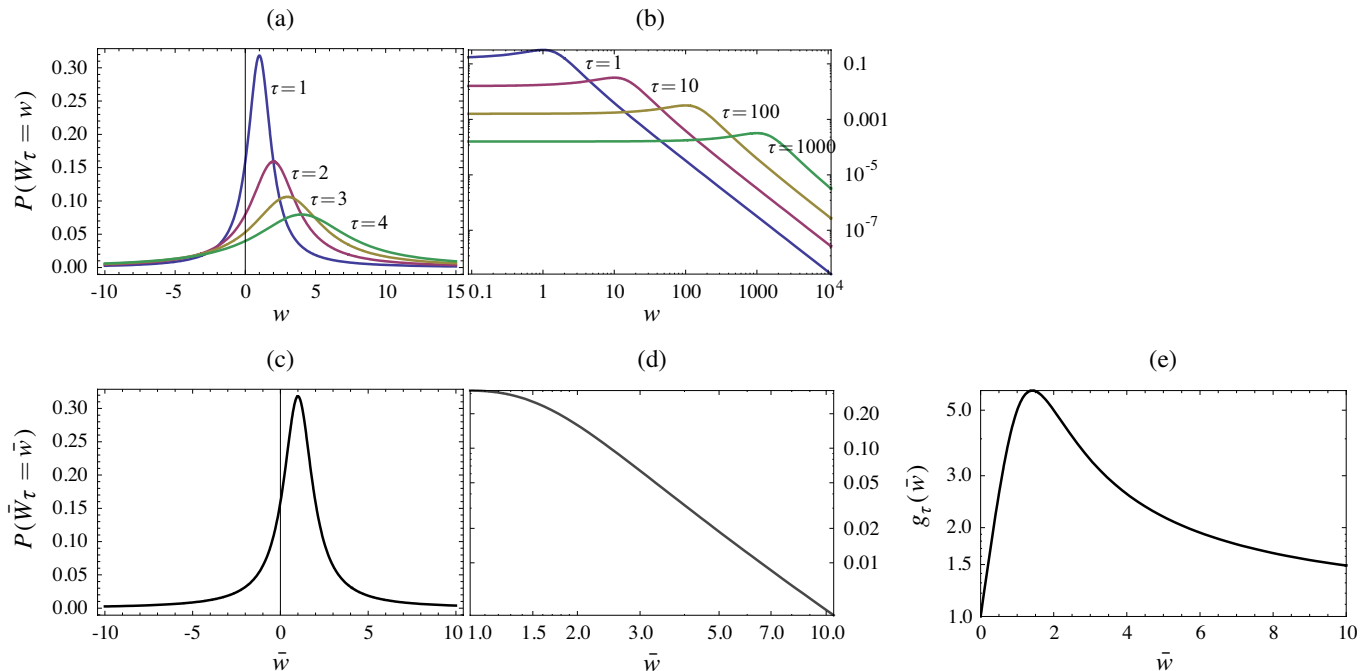 (a)
(b)
P(W_τ = w)
0.30
0.25
0.20
0.15
0.10
0.05
0.00
τ=1
τ=2
τ=3
τ=4
-10 -5 0 5 10 15
w
τ=1
τ=10
τ=100
τ=1000
0.1
0.001
10^-5
10^-7
0.1 1 10 100 1000 10^4
w
(c)
(d)
(e)
P(W̄_τ = w̄)
0.30
0.25
0.20
0.15
0.10
0.05
0.00
-10 -5 0 5 10
w̄
0.20
0.10
0.05
0.02
0.01
1.0 1.5 2.0 3.0 5.0 7.0 10.0
w̄
g_τ(w̄)
5.0
3.0
2.0
1.5
1.0
0 2 4 6 8 10
w̄